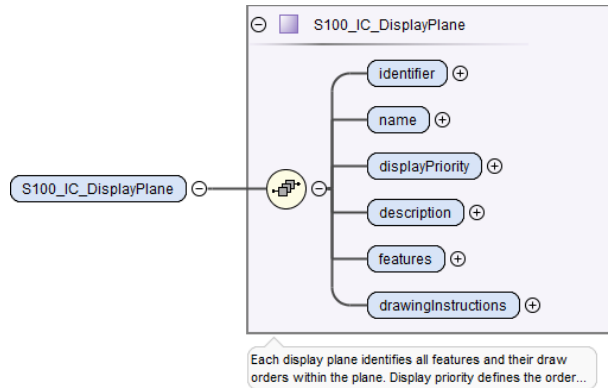 S100_IC_DisplayPlane
identifier
name
displayPriority
S100_IC_DisplayPlane
description
features
drawingInstructions
Each display plane identifies all features and their draw
orders within the plane. Display priority defines the order...